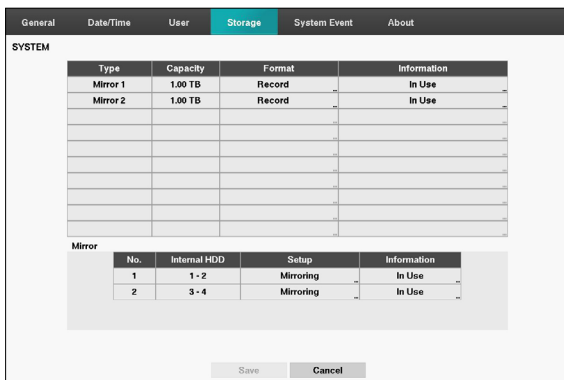 General Date/Time User Storage System Event About
SYSTEM
Type Capacity Format Information
Mirror 1 1.00 TB Record ... In Use ...
Mirror 2 1.00 TB Record ... In Use ...
... ...
... ...
... ...
... ...
... ...
... ...
... ...
... ...
Mirror
No. Internal HDD Setup Information
1 1 - 2 Mirroring ... In Use ...
2 3 - 4 Mirroring ... In Use ...
Save Cancel